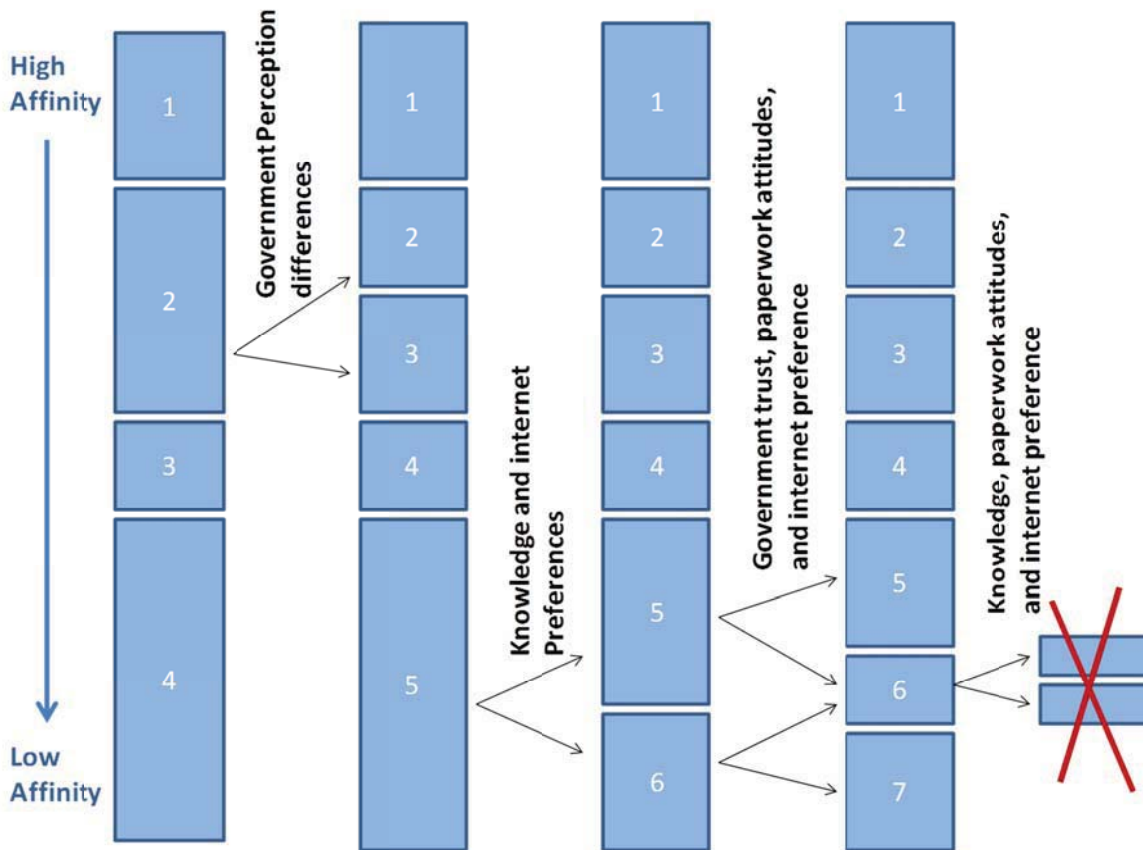 High
Affinity
Low
Affinity
1
2
3
4
Government Perception
differences
1
2
3
4
5
Knowledge and internet
Preferences
1
2
3
4
5
6
Government trust, paperwork attitudes,
and internet preference
1
2
3
4
5
6
7
Knowledge, paperwork attitudes,
and internet preference